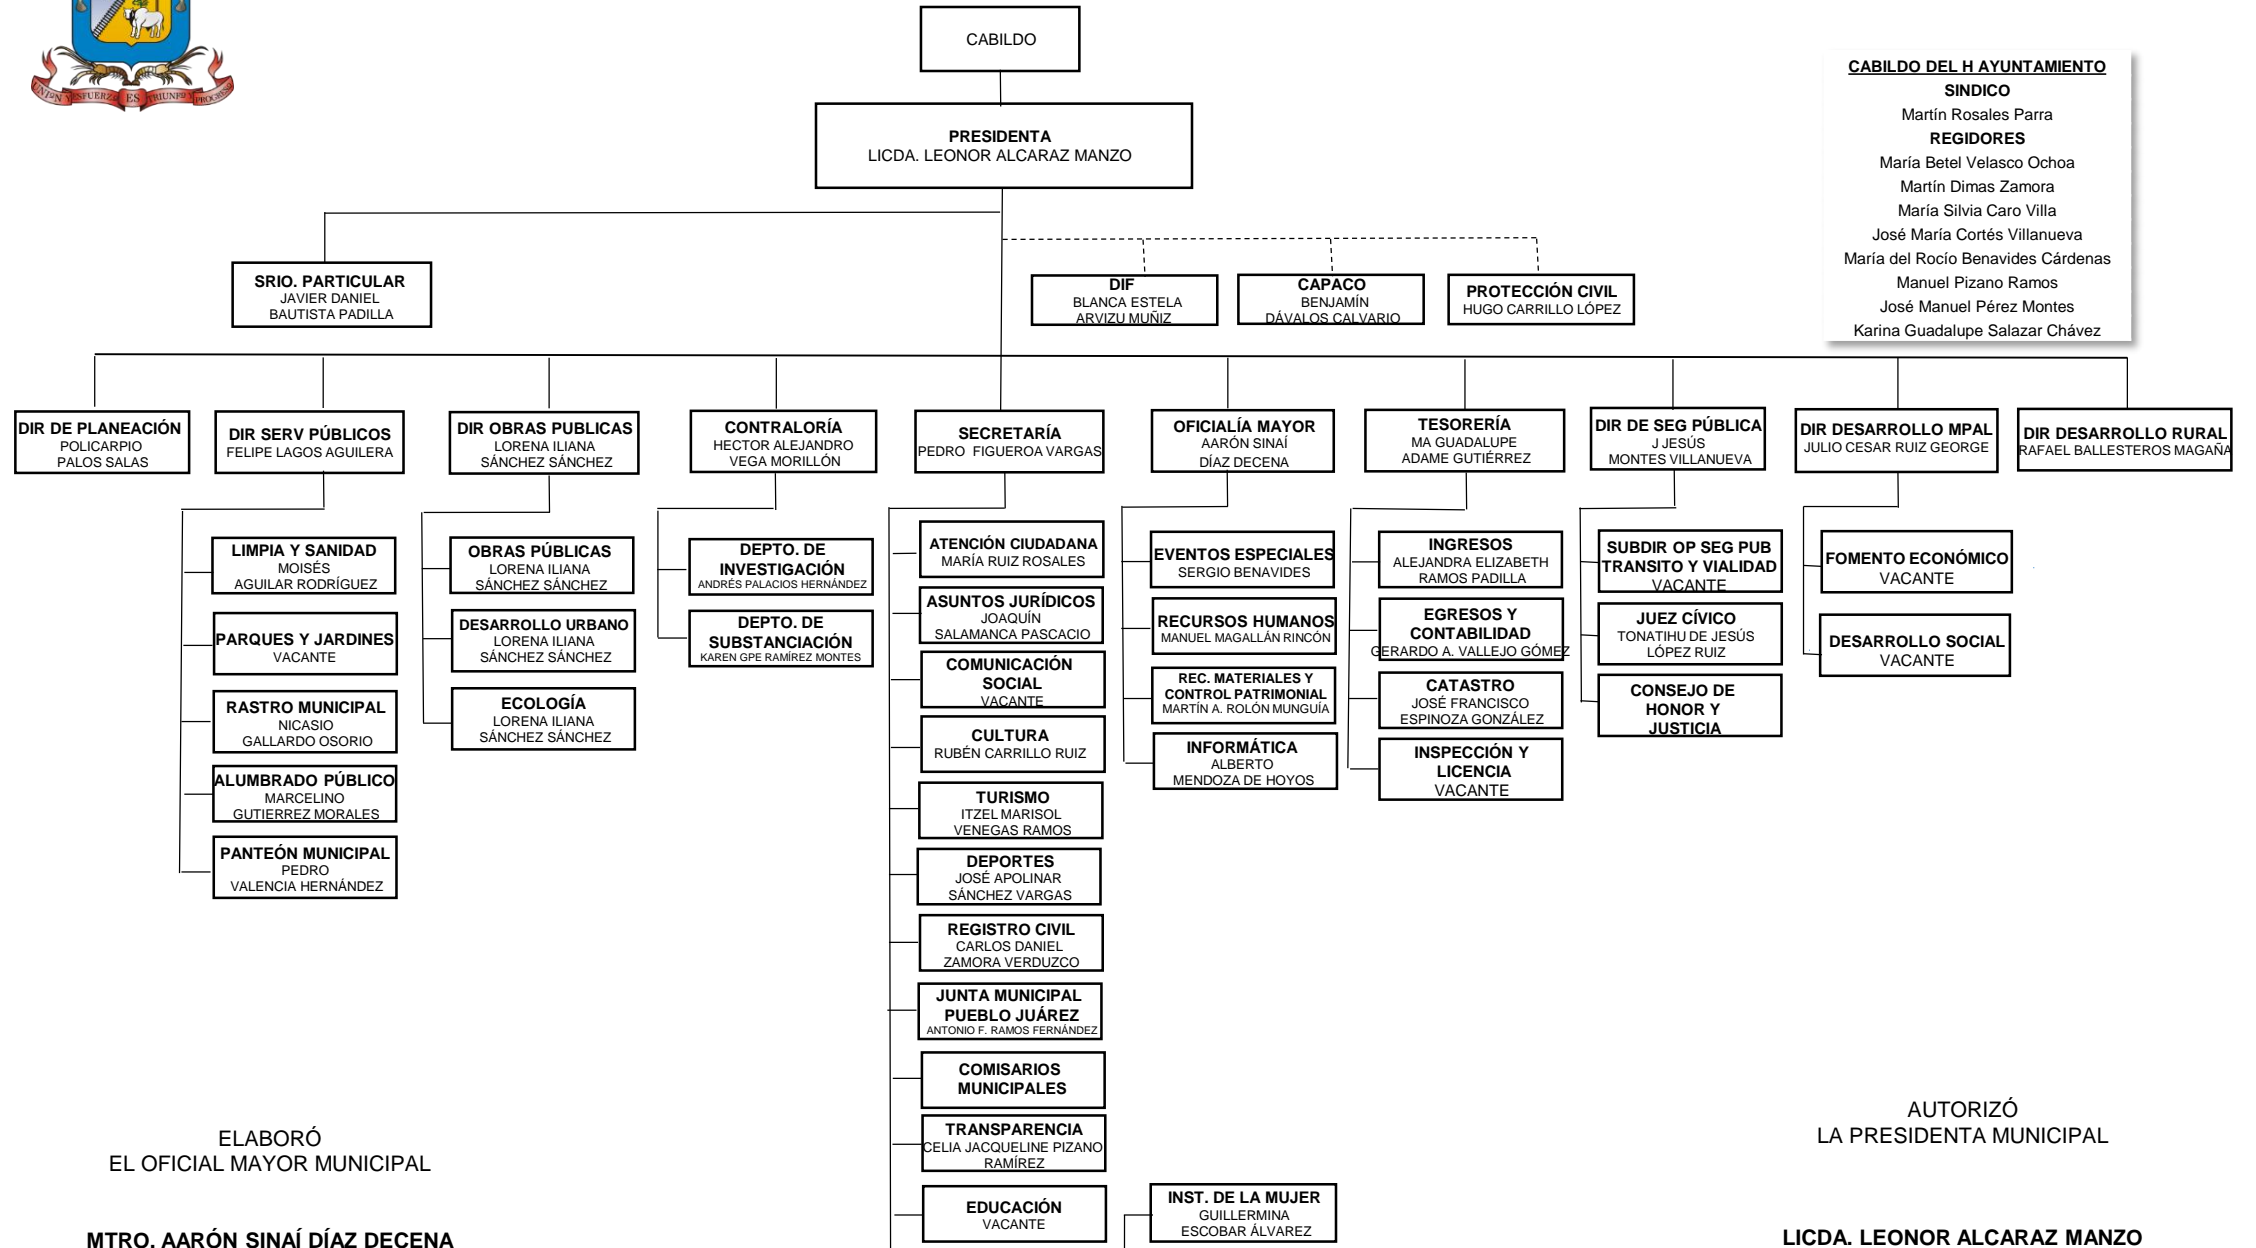 UNIÓN Y ESFUERZO ES TRIUNFO Y PROGRESO
CABILDO
PRESIDENTA
LICDA. LEONOR ALCARAZ MANZO
CABILDO DEL H AYUNTAMIENTO
SINDICO
Martín Rosales Parra
REGIDORES
María Betel Velasco Ochoa
Martín Dimas Zamora
María Silvia Caro Villa
José María Cortés Villanueva
María del Rocío Benavides Cárdenas
Manuel Pizano Ramos
José Manuel Pérez Montes
Karina Guadalupe Salazar Chávez
SRIO. PARTICULAR
JAVIER DANIEL
BAUTISTA PADILLA
DIF
BLANCA ESTELA
ARVIZU MUÑIZ
CAPACO
BENJAMÍN
DÁVALOS CALVARIO
PROTECCIÓN CIVIL
HUGO CARRILLO LÓPEZ
DIR DE PLANEACIÓN
POLICARPIO
PALOS SALAS
DIR SERV PÚBLICOS
FELIPE LAGOS AGUILERA
DIR OBRAS PUBLICAS
LORENA ILIANA
SÁNCHEZ SÁNCHEZ
CONTRALORÍA
HECTOR ALEJANDRO
VEGA MORILLÓN
SECRETARÍA
PEDRO FIGUEROA VARGAS
OFICIALÍA MAYOR
AARÓN SINAÍ
DÍAZ DECENA
TESORERÍA
MA GUADALUPE
ADAME GUTIÉRREZ
DIR DE SEG PÚBLICA
J JESÚS
MONTES VILLANUEVA
DIR DESARROLLO MPAL
JULIO CESAR RUIZ GEORGE
DIR DESARROLLO RURAL
RAFAEL BALLESTEROS MAGAÑA
LIMPIA Y SANIDAD
MOISÉS
AGUILAR RODRÍGUEZ
PARQUES Y JARDINES
VACANTE
RASTRO MUNICIPAL
NICASIO
GALLARDO OSORIO
ALUMBRADO PÚBLICO
MARCELINO
GUTIERREZ MORALES
PANTEÓN MUNICIPAL
PEDRO
VALENCIA HERNÁNDEZ
OBRAS PÚBLICAS
LORENA ILIANA
SÁNCHEZ SÁNCHEZ
DESARROLLO URBANO
LORENA ILIANA
SÁNCHEZ SÁNCHEZ
ECOLOGÍA
LORENA ILIANA
SÁNCHEZ SÁNCHEZ
DEPTO. DE
INVESTIGACIÓN
ANDRÉS PALACIOS HERNÁNDEZ
DEPTO. DE
SUBSTANCIACIÓN
KAREN GPE RAMÍREZ MONTES
ATENCIÓN CIUDADANA
MARÍA RUIZ ROSALES
ASUNTOS JURÍDICOS
JOAQUÍN
SALAMANCA PASCACIO
COMUNICACIÓN
SOCIAL
VACANTE
CULTURA
RUBÉN CARRILLO RUIZ
TURISMO
ITZEL MARISOL
VENEGAS RAMOS
DEPORTES
JOSÉ APOLINAR
SÁNCHEZ VARGAS
REGISTRO CIVIL
CARLOS DANIEL
ZAMORA VERDUZCO
JUNTA MUNICIPAL
PUEBLO JUÁREZ
ANTONIO F. RAMOS FERNÁNDEZ
COMISARIOS
MUNICIPALES
TRANSPARENCIA
CELIA JACQUELINE PIZANO
RAMÍREZ
EDUCACIÓN
VACANTE
EVENTOS ESPECIALES
SERGIO BENAVIDES
RECURSOS HUMANOS
MANUEL MAGALLÁN RINCÓN
REC. MATERIALES Y
CONTROL PATRIMONIAL
MARTÍN A. ROLÓN MUNGUÍA
INFORMÁTICA
ALBERTO
MENDOZA DE HOYOS
INST. DE LA MUJER
GUILLERMINA
ESCOBAR ÁLVAREZ
INGRESOS
ALEJANDRA ELIZABETH
RAMOS PADILLA
EGRESOS Y
CONTABILIDAD
GERARDO A. VALLEJO GÓMEZ
CATASTRO
JOSÉ FRANCISCO
ESPINOZA GONZÁLEZ
INSPECCIÓN Y
LICENCIA
VACANTE
SUBDIR OP SEG PUB
TRANSITO Y VIALIDAD
VACANTE
JUEZ CÍVICO
TONATIHU DE JESÚS
LÓPEZ RUIZ
CONSEJO DE
HONOR Y
JUSTICIA
FOMENTO ECONÓMICO
VACANTE
DESARROLLO SOCIAL
VACANTE
ELABORÓ
EL OFICIAL MAYOR MUNICIPAL
MTRO. AARÓN SINAÍ DÍAZ DECENA
AUTORIZÓ
LA PRESIDENTA MUNICIPAL
LICDA. LEONOR ALCARAZ MANZO